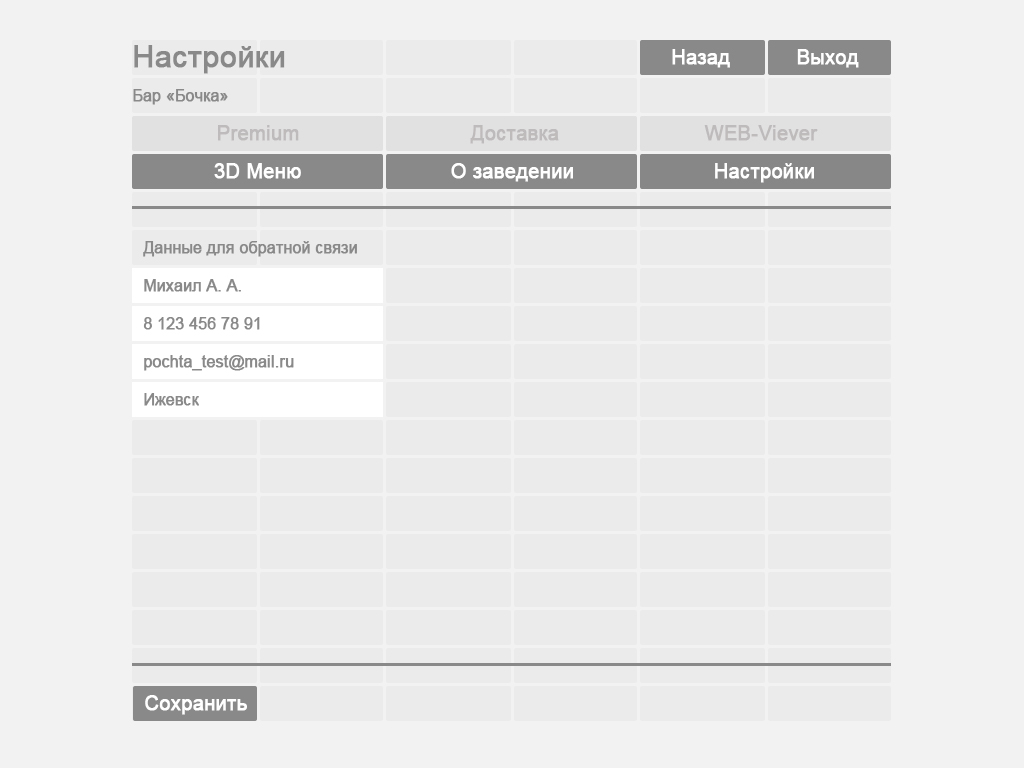 Настройки
Назад
Выход
Бар «Бочка»
Premium
Доставка
WEB-Viever
3D Меню
О заведении
Настройки
Данные для обратной связи
Михаил А. А.
8 123 456 78 91
pochta_test@mail.ru
Ижевск
Сохранить